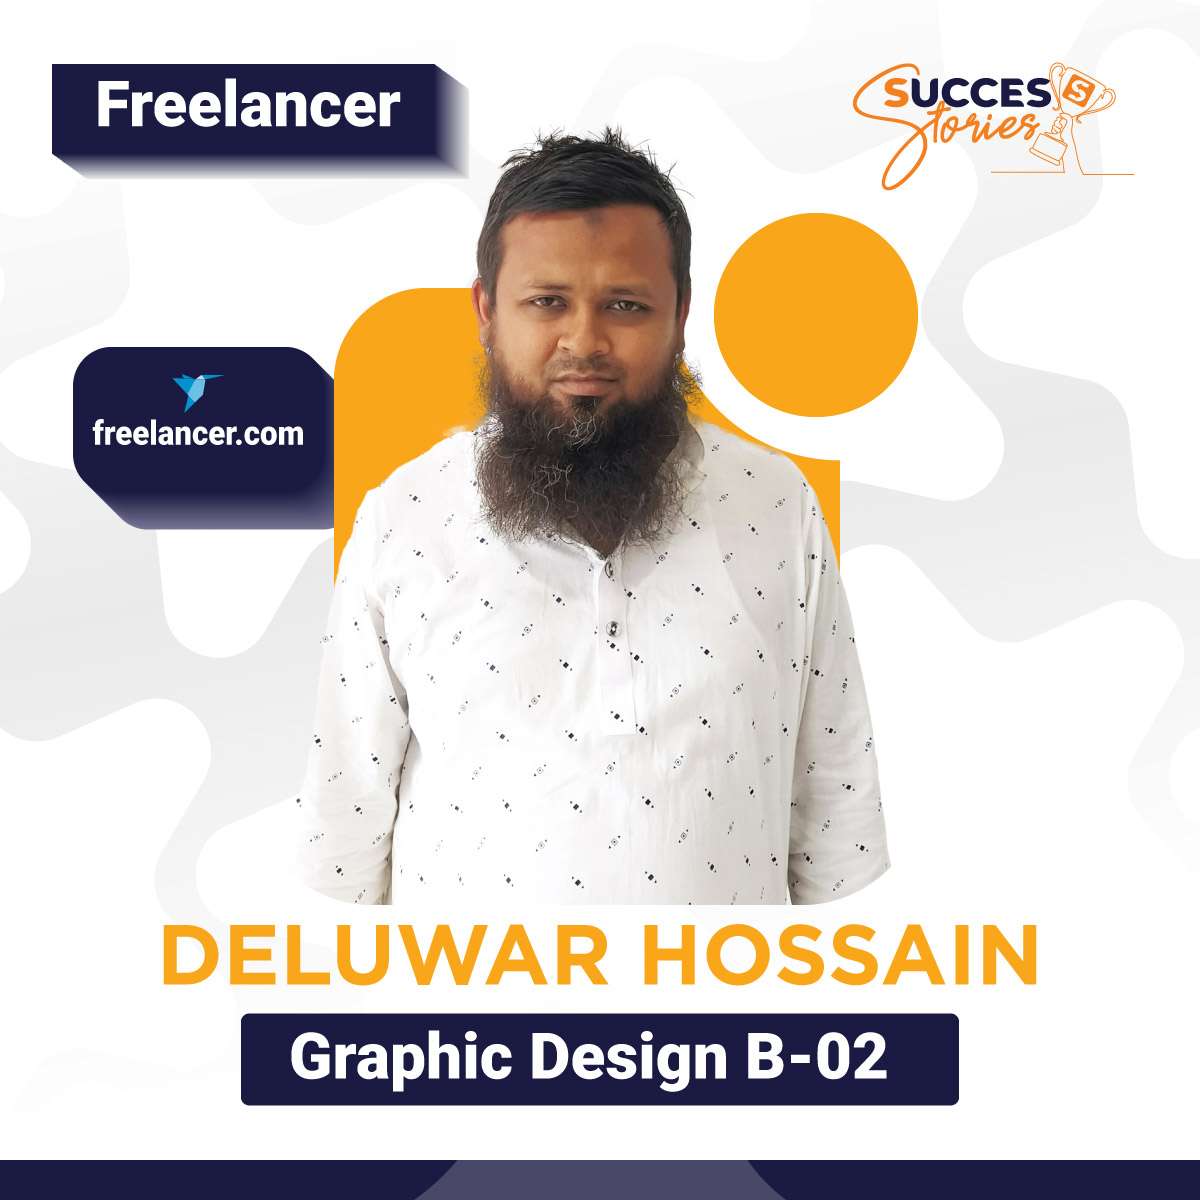 Freelancer
SUCCESS
Stories
freelancer.com
DELUWAR HOSSAIN
Graphic Design B-02